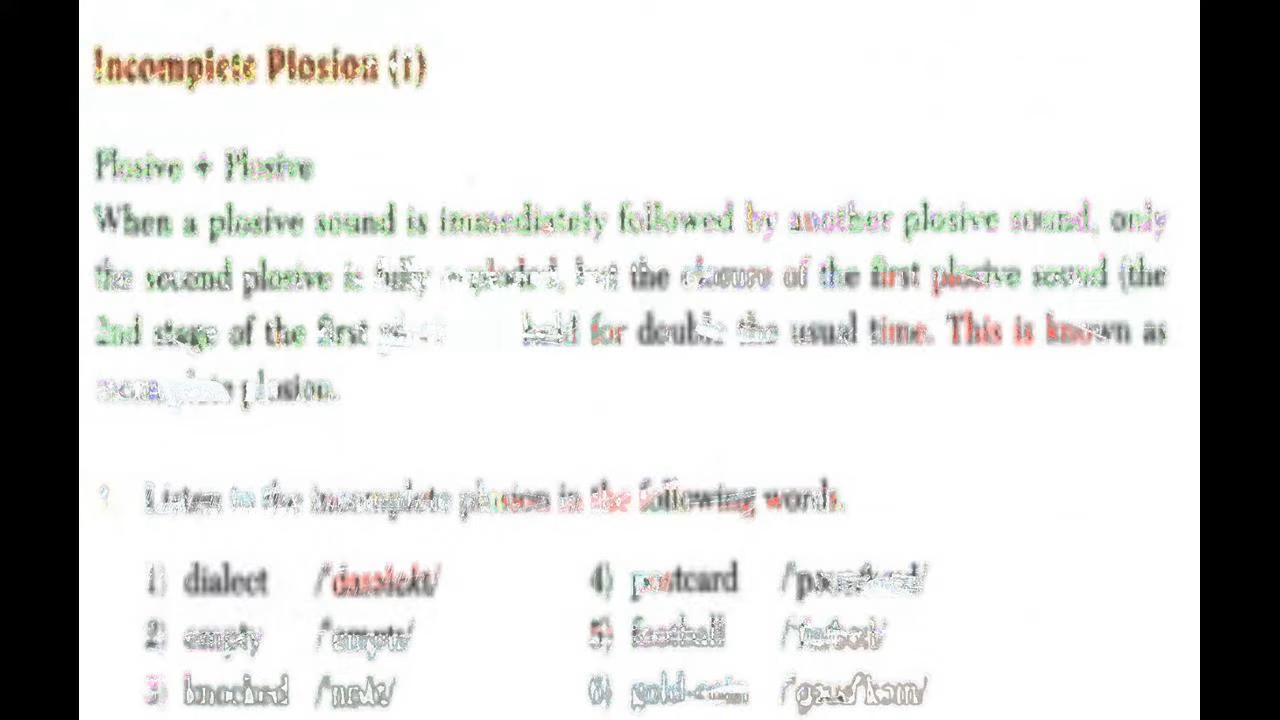 Incomplete Plosion (1)
Plosive + Plosive
When a plosive sound is immediately followed by another plosive sound, only
the second plosive is fully exploded, but the closure of the first plosive sound (the
2nd stage of the first held for double the usual time. This is known as
incomplete plosion.
Listen to the incomplete plosion in the following words.
1) dialect
4) postcard
2) empty
5) football
3) knocked
6)